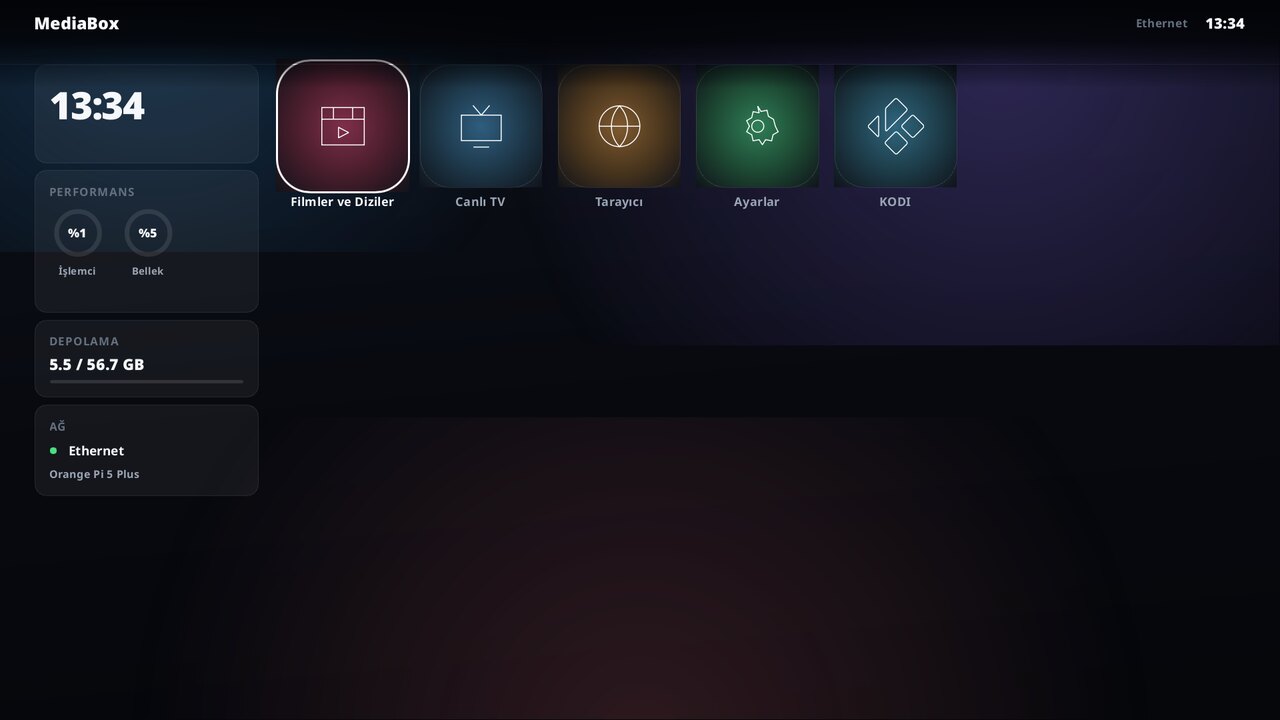 MediaBox
Ethernet 13:34
13:34
PERFORMANS
%1 %5
İşlemci Bellek
DEPOLAMA
5.5 / 56.7 GB
AĞ
Ethernet
Orange Pi 5 Plus
Filmler ve Diziler
Canlı TV
Tarayıcı
Ayarlar
KODI